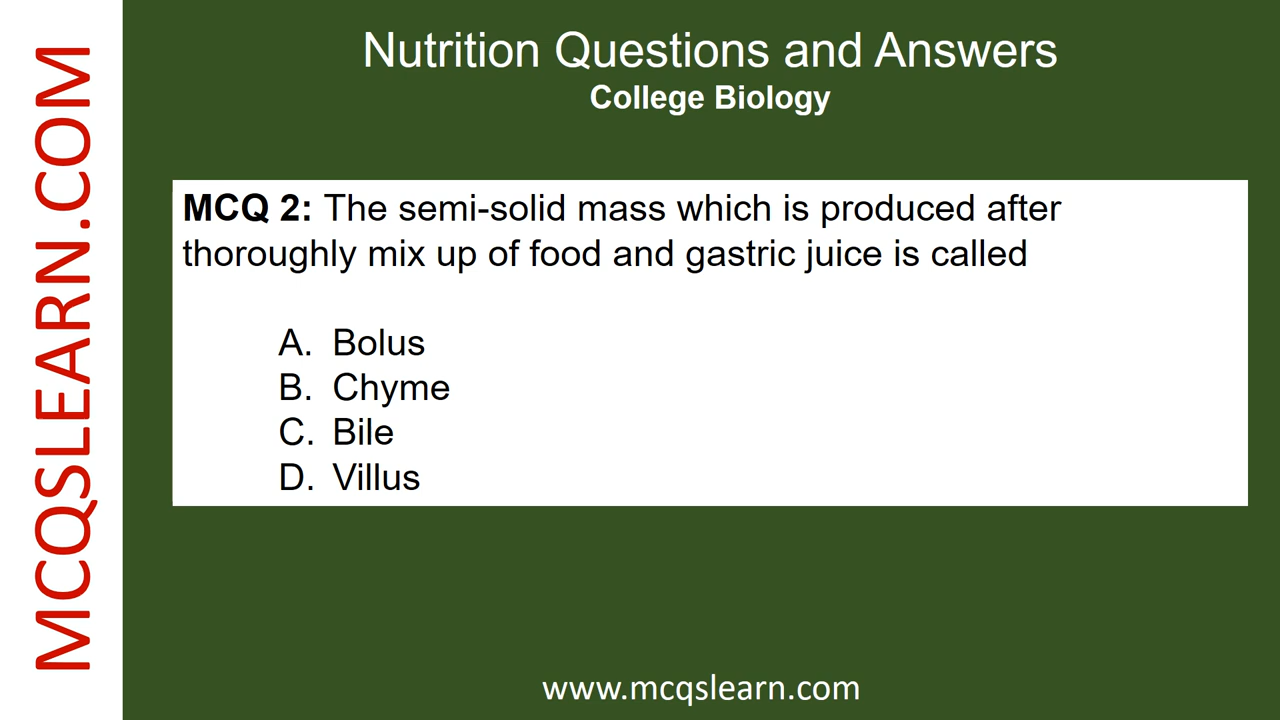 MCQSLEARN.COM
Nutrition Questions and Answers
College Biology
MCQ 2: The semi-solid mass which is produced after
thoroughly mix up of food and gastric juice is called
A. Bolus
B. Chyme
C. Bile
D. Villus
www.mcqslearn.com